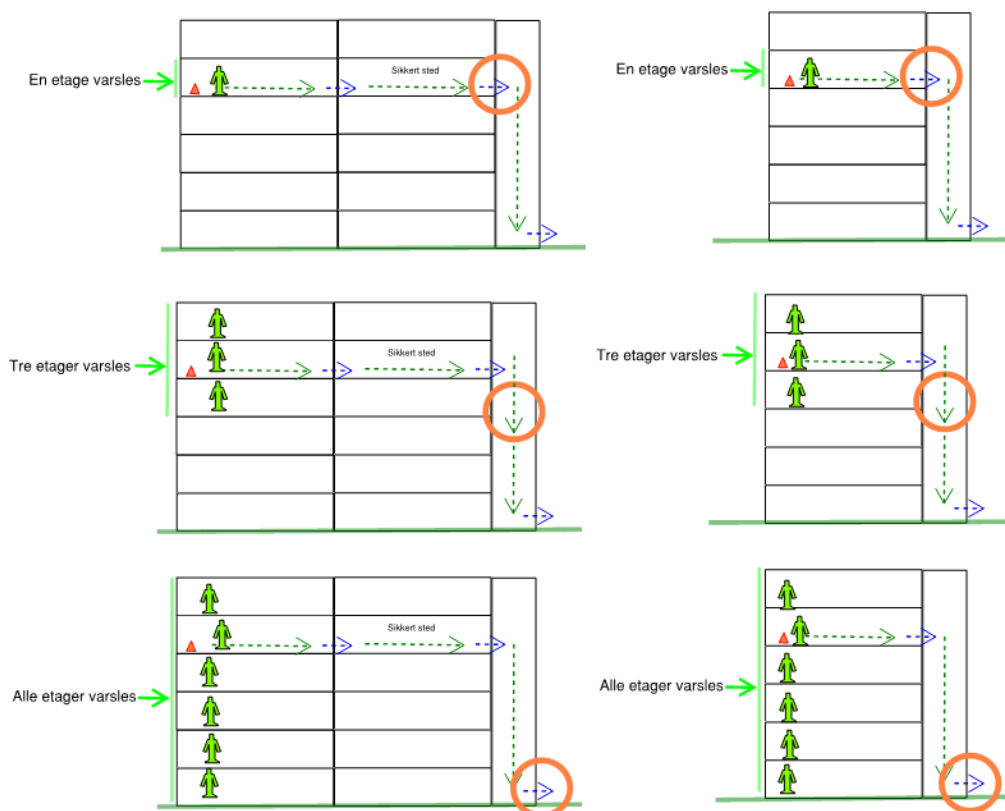 Sikkert sted
En etage varsles
En etage varsles
Sikkert sted
Tre etager varsles
Tre etager varsles
Sikkert sted
Alle etager varsles
Alle etager varsles